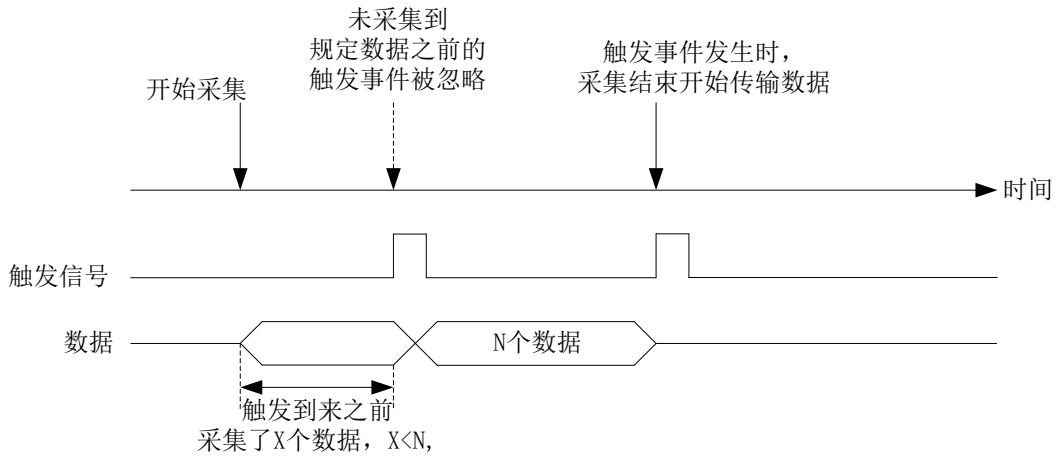 未采集到
规定数据之前的
触发事件被忽略
触发事件发生时，
采集结束开始传输数据
开始采集
时间
触发信号
数据
N个数据
触发到来之前
采集了X个数据，X<N,